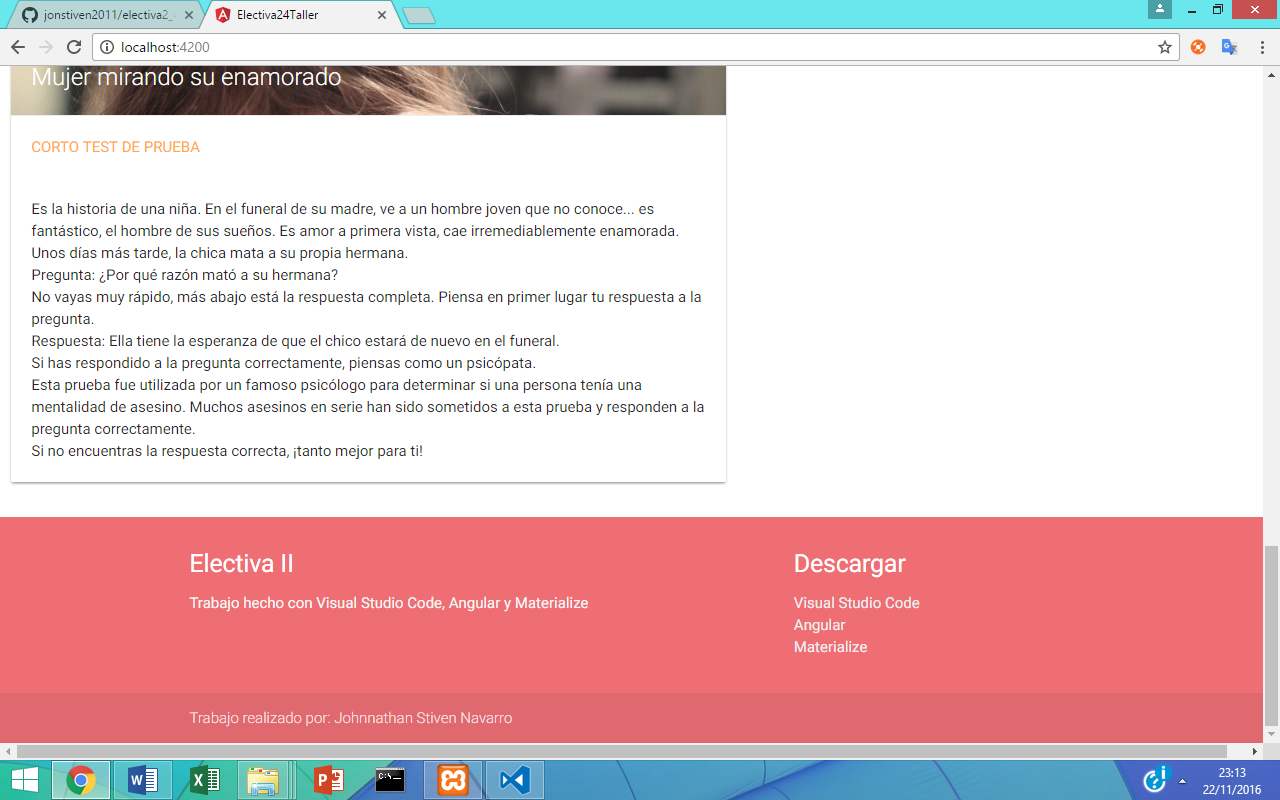 jonstiven2011/electiva2_
Electiva24Taller
localhost:4200
Mujer mirando su enamorado
CORTO TEST DE PRUEBA
Es la historia de una niña. En el funeral de su madre, ve a un hombre joven que no conoce... es
fantástico, el hombre de sus sueños. Es amor a primera vista, cae irremediablemente enamorada.
Unos días más tarde, la chica mata a su propia hermana.
Pregunta: ¿Por qué razón mató a su hermana?
No vayas muy rápido, más abajo está la respuesta completa. Piensa en primer lugar tu respuesta a la
pregunta.
Respuesta: Ella tiene la esperanza de que el chico estará de nuevo en el funeral.
Si has respondido a la pregunta correctamente, piensas como un psicópata.
Esta prueba fue utilizada por un famoso psicólogo para determinar si una persona tenía una
mentalidad de asesino. Muchos asesinos en serie han sido sometidos a esta prueba y responden a la
pregunta correctamente.
Si no encuentras la respuesta correcta, ¡tanto mejor para ti!
Electiva II
Trabajo hecho con Visual Studio Code, Angular y Materialize
Descargar
Visual Studio Code
Angular
Materialize
Trabajo realizado por: Johnnathan Stiven Navarro
23:13
22/11/2016